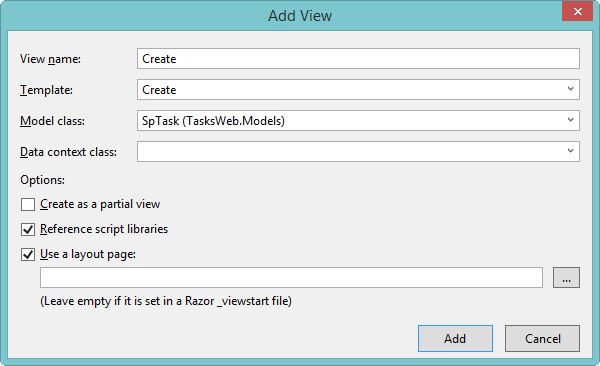 Add View
View name: Create
Template: Create
Model class: SpTask (TasksWeb.Models)
Data context class:
Options:
Create as a partial view
Reference script libraries
Use a layout page:
...
(Leave empty if it is set in a Razor _viewstart file)
Add Cancel